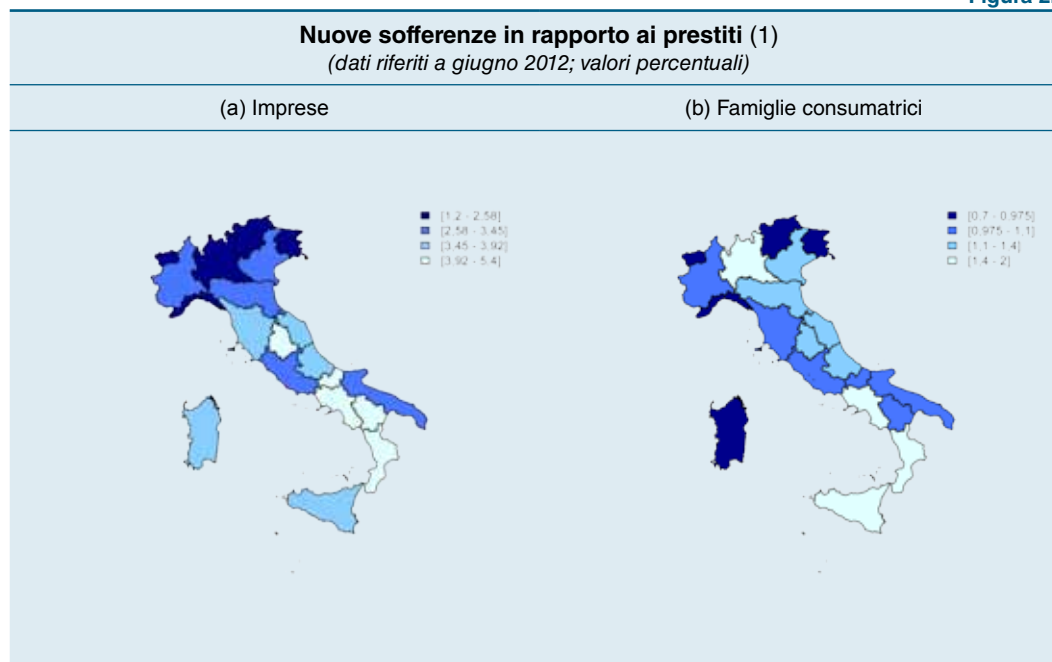 Figura 2.
Nuove sofferenze in rapporto ai prestiti (1)
(dati riferiti a giugno 2012; valori percentuali)
(a) Imprese
(b) Famiglie consumatrici
[1.2 - 2.58]
[2.58 - 3.45]
[3.45 - 3.92]
[3.92 - 5.4]
[0.7 - 0.975]
[0.975 - 1.1]
[1.1 - 1.4]
[1.4 - 2]